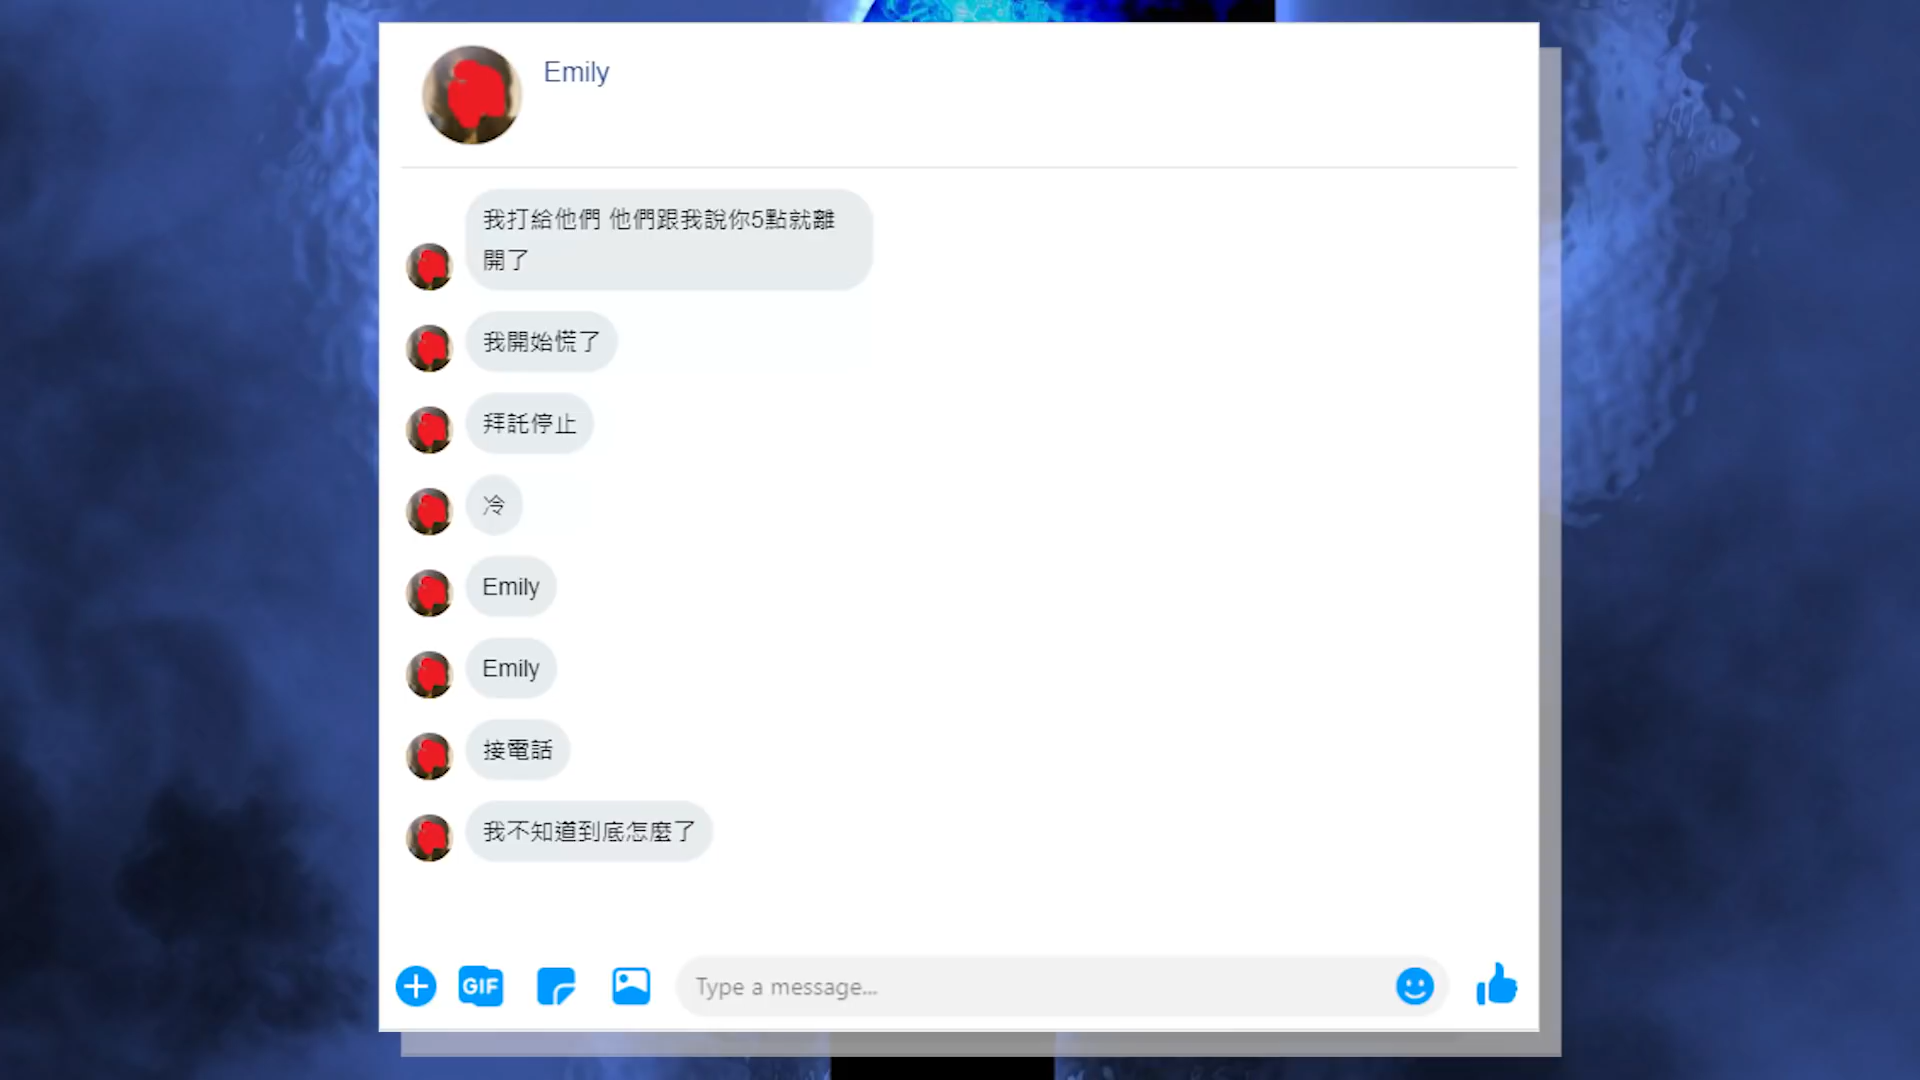 Emily
我打給他們 他們跟我說你5點就離
開了
我開始慌了
拜託停止
冷
Emily
Emily
接電話
我不知道到底怎麼了
GIF
Type a message...